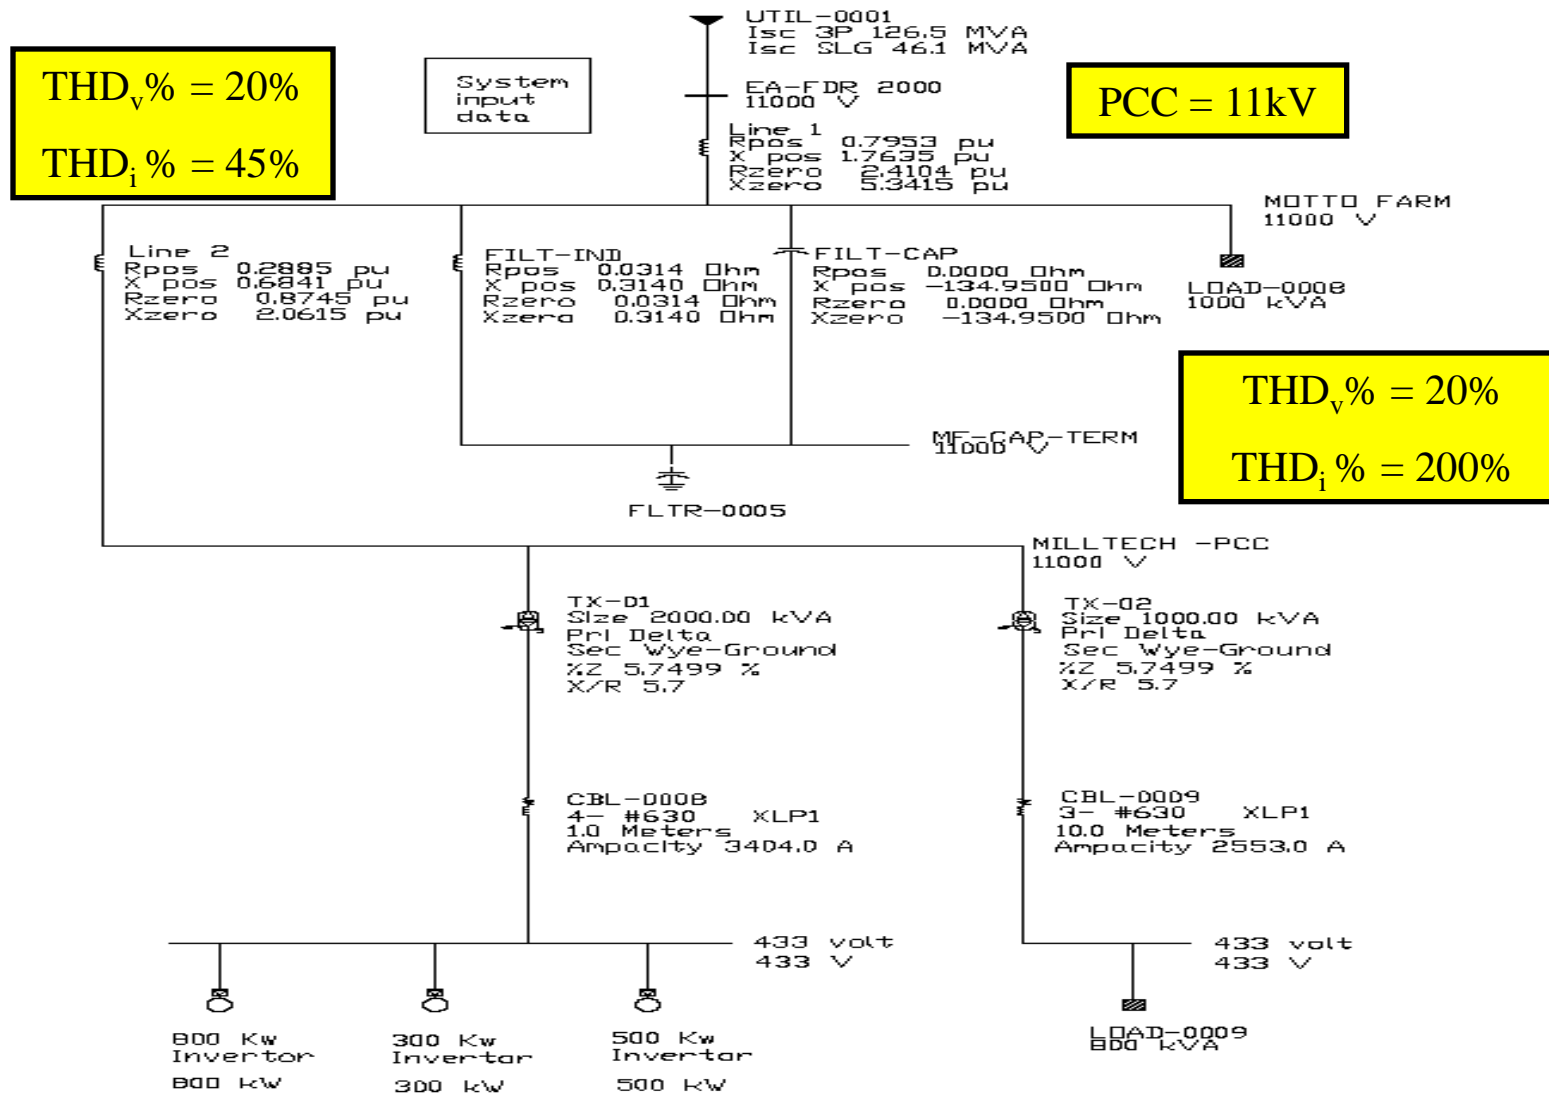 UTIL-0001
Isc 3P 126.5 MVA
Isc SLG 46.1 MVA
THDv% = 20%
THDi% = 45%
System
input
data
EA-FDR 2000
11000 V
PCC = 11kV
Line 1
Rpos 0.7953 pu
X pos 1.7635 pu
Rzero 2.4104 pu
Xzero 5.3415 pu
MOTTO FARM
11000 V
Line 2
Rpos 0.2885 pu
X pos 0.6841 pu
Rzero 0.8745 pu
Xzero 2.0615 pu
FILT-IND
Rpos 0.0314 Ohm
X pos 0.3140 Ohm
Rzero 0.0314 Ohm
Xzero 0.3140 Ohm
FILT-CAP
Rpos 0.0000 Ohm
X pos -134.9500 Ohm
Rzero 0.0000 Ohm
Xzero -134.9500 Ohm
LOAD-0008
1000 kVA
THDv% = 20%
THDi% = 200%
MF-CAP-TERM
11000 V
FLTR-0005
MILLTECH -PCC
11000 V
TX-01
Size 2000.00 kVA
Pri Delta
Sec Wye-Ground
%Z 5.7499 %
X/R 5.7
TX-02
Size 1000.00 kVA
Pri Delta
Sec Wye-Ground
%Z 5.7499 %
X/R 5.7
CBL-0008
4- #630 XLP1
1.0 Meters
Ampacity 3404.0 A
CBL-0009
3- #630 XLP1
10.0 Meters
Ampacity 2553.0 A
433 volt
433 V
433 volt
433 V
800 Kw
Invertor
800 kW
300 Kw
Invertar
300 kW
500 Kw
Invertar
500 kW
LOAD-0009
800 kVA